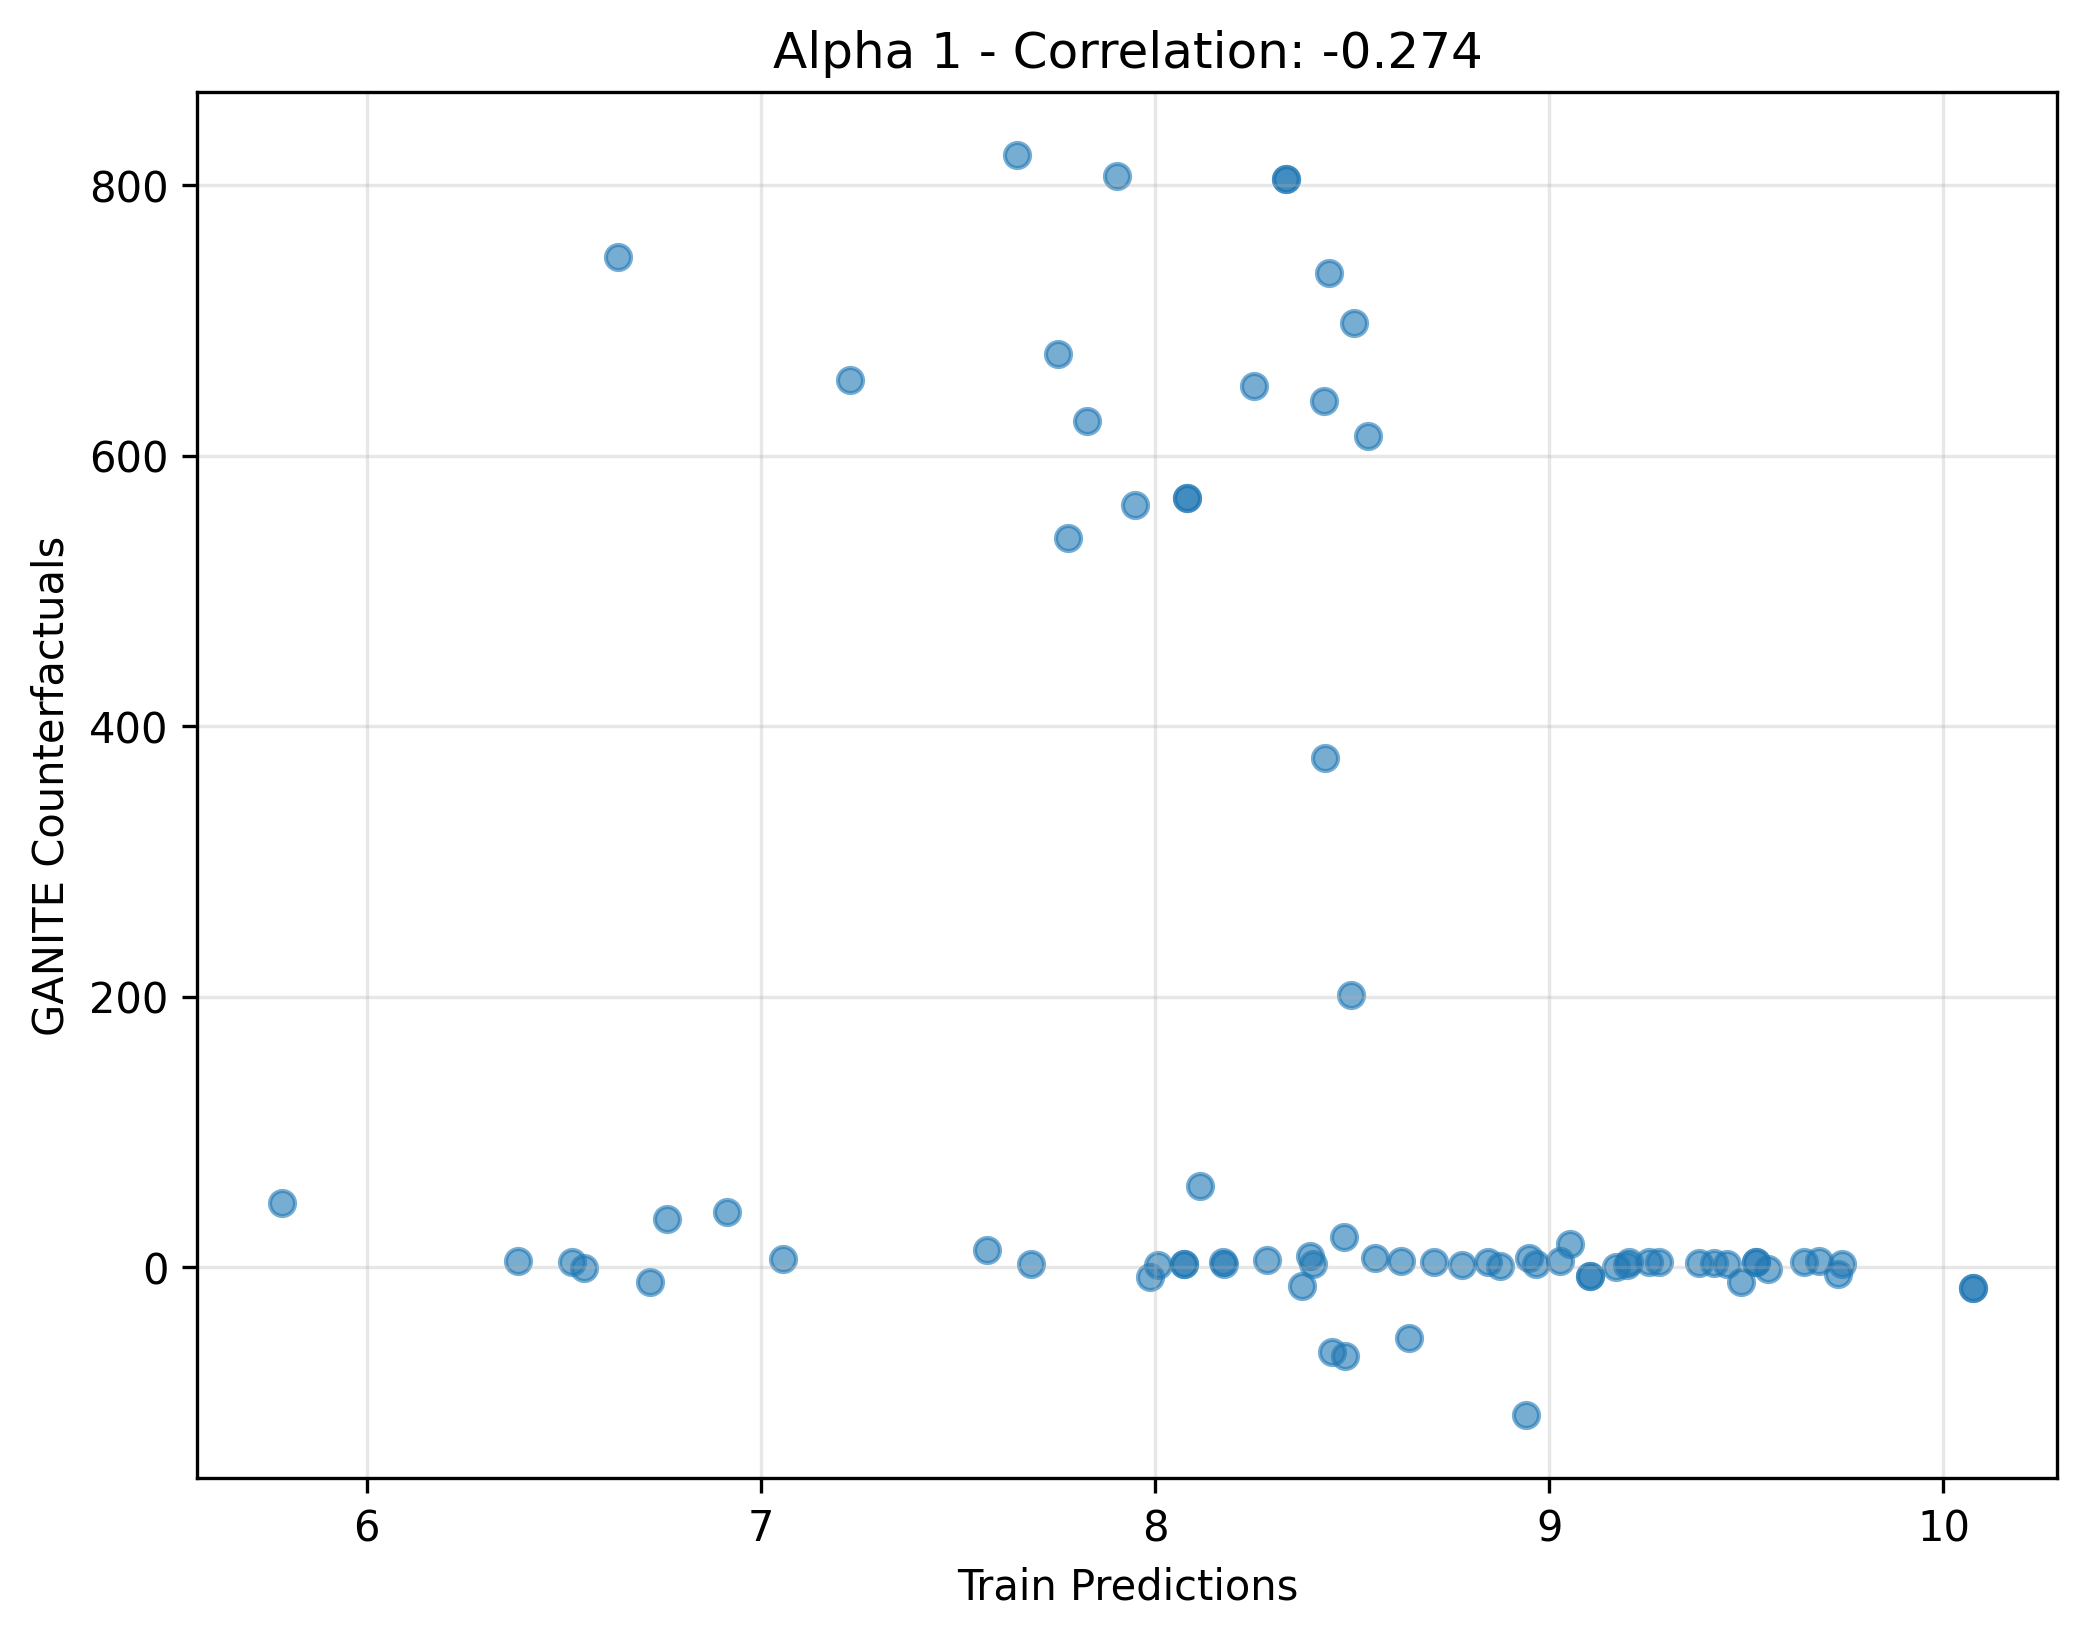 Alpha 1 - Correlation: -0.274
800
600
400
200
0
GANITE Counterfactuals
6 7 8 9 10
Train Predictions